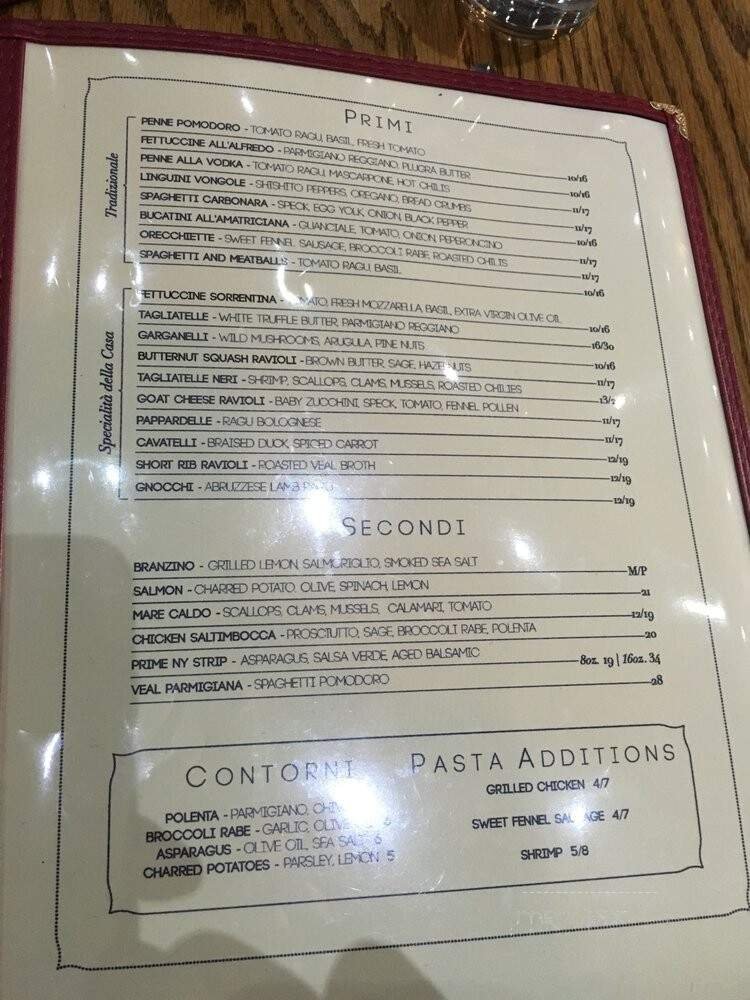 PRIMI
Tradizionale
PENNE POMODORO - TOMATO RAGU, BASIL, FRESH TOMATO 10/16
FETTUCCINE ALL'ALFREDO - PARMIGIANO REGGIANO, PLUGRA BUTTER 10/16
PENNE ALLA VODKA - TOMATO RAGU, MASCARPONE, HOT CHILIS 11/17
LINGUINI VONGOLE - SHISHITO PEPPERS, OREGANO, BREAD CRUMBS 11/17
SPAGHETTI CARBONARA - SPECK, EGG YOLK, ONION, BLACK PEPPER 10/16
BUCATINI ALL'AMATRICIANA - GUANCIALE, TOMATO, ONION, PEPERONCINO 11/17
ORECCHIETTE - SWEET FENNEL SAUSAGE, BROCCOLI RABE, ROASTED CHILIS 11/17
SPAGHETTI AND MEATBALLS - TOMATO RAGU, BASIL 10/16
Specialità della Casa
FETTUCCINE SORRENTINA - TOMATO, FRESH MOZZARELLA, BASIL, EXTRA VIRGIN OLIVE OIL 10/16
TAGLIATELLE - WHITE TRUFFLE BUTTER, PARMIGIANO REGGIANO 16/30
GARGANELLI - WILD MUSHROOMS, ARUGULA, PINE NUTS 10/16
BUTTERNUT SQUASH RAVIOLI - BROWN BUTTER, SAGE, HAZELNUTS 11/17
TAGLIATELLE NERI - SHRIMP, SCALLOPS, CLAMS, MUSSELS, ROASTED CHILIES
GOAT CHEESE RAVIOLI - BABY ZUCCHINI, SPECK, TOMATO, FENNEL POLLEN 11/17
PAPPARDELLE - RAGU BOLOGNESE 11/17
CAVATELLI - BRAISED DUCK, SPICED CARROT 12/19
SHORT RIB RAVIOLI - ROASTED VEAL BROTH 12/19
GNOCCHI - ABRUZZESE LAMB 12/19
SECONDI
BRANZINO - GRILLED LEMON, SALMORIGLIO, SMOKED SEA SALT M/P
SALMON - CHARRED POTATO, OLIVE, SPINACH, LEMON 21
MARE CALDO - SCALLOPS, CLAMS, MUSSELS, CALAMARI, TOMATO 12/19
CHICKEN SALTIMBOCCA - PROSCIUTTO, SAGE, BROCCOLI RABE, POLENTA 20
PRIME NY STRIP - ASPARAGUS, SALSA VERDE, AGED BALSAMIC 8oz. 19 | 16oz. 34
VEAL PARMIGIANA - SPAGHETTI POMODORO 28
CONTORNI
POLENTA - PARMIGIANO,
BROCCOLI RABE - GARLIC, OLIVE 6
ASPARAGUS - OLIVE OIL, SEA SALT 6
CHARRED POTATOES - PARSLEY, LEMON 5
PASTA ADDITIONS
GRILLED CHICKEN 4/7
SWEET FENNEL SAUSAGE 4/7
SHRIMP 5/8